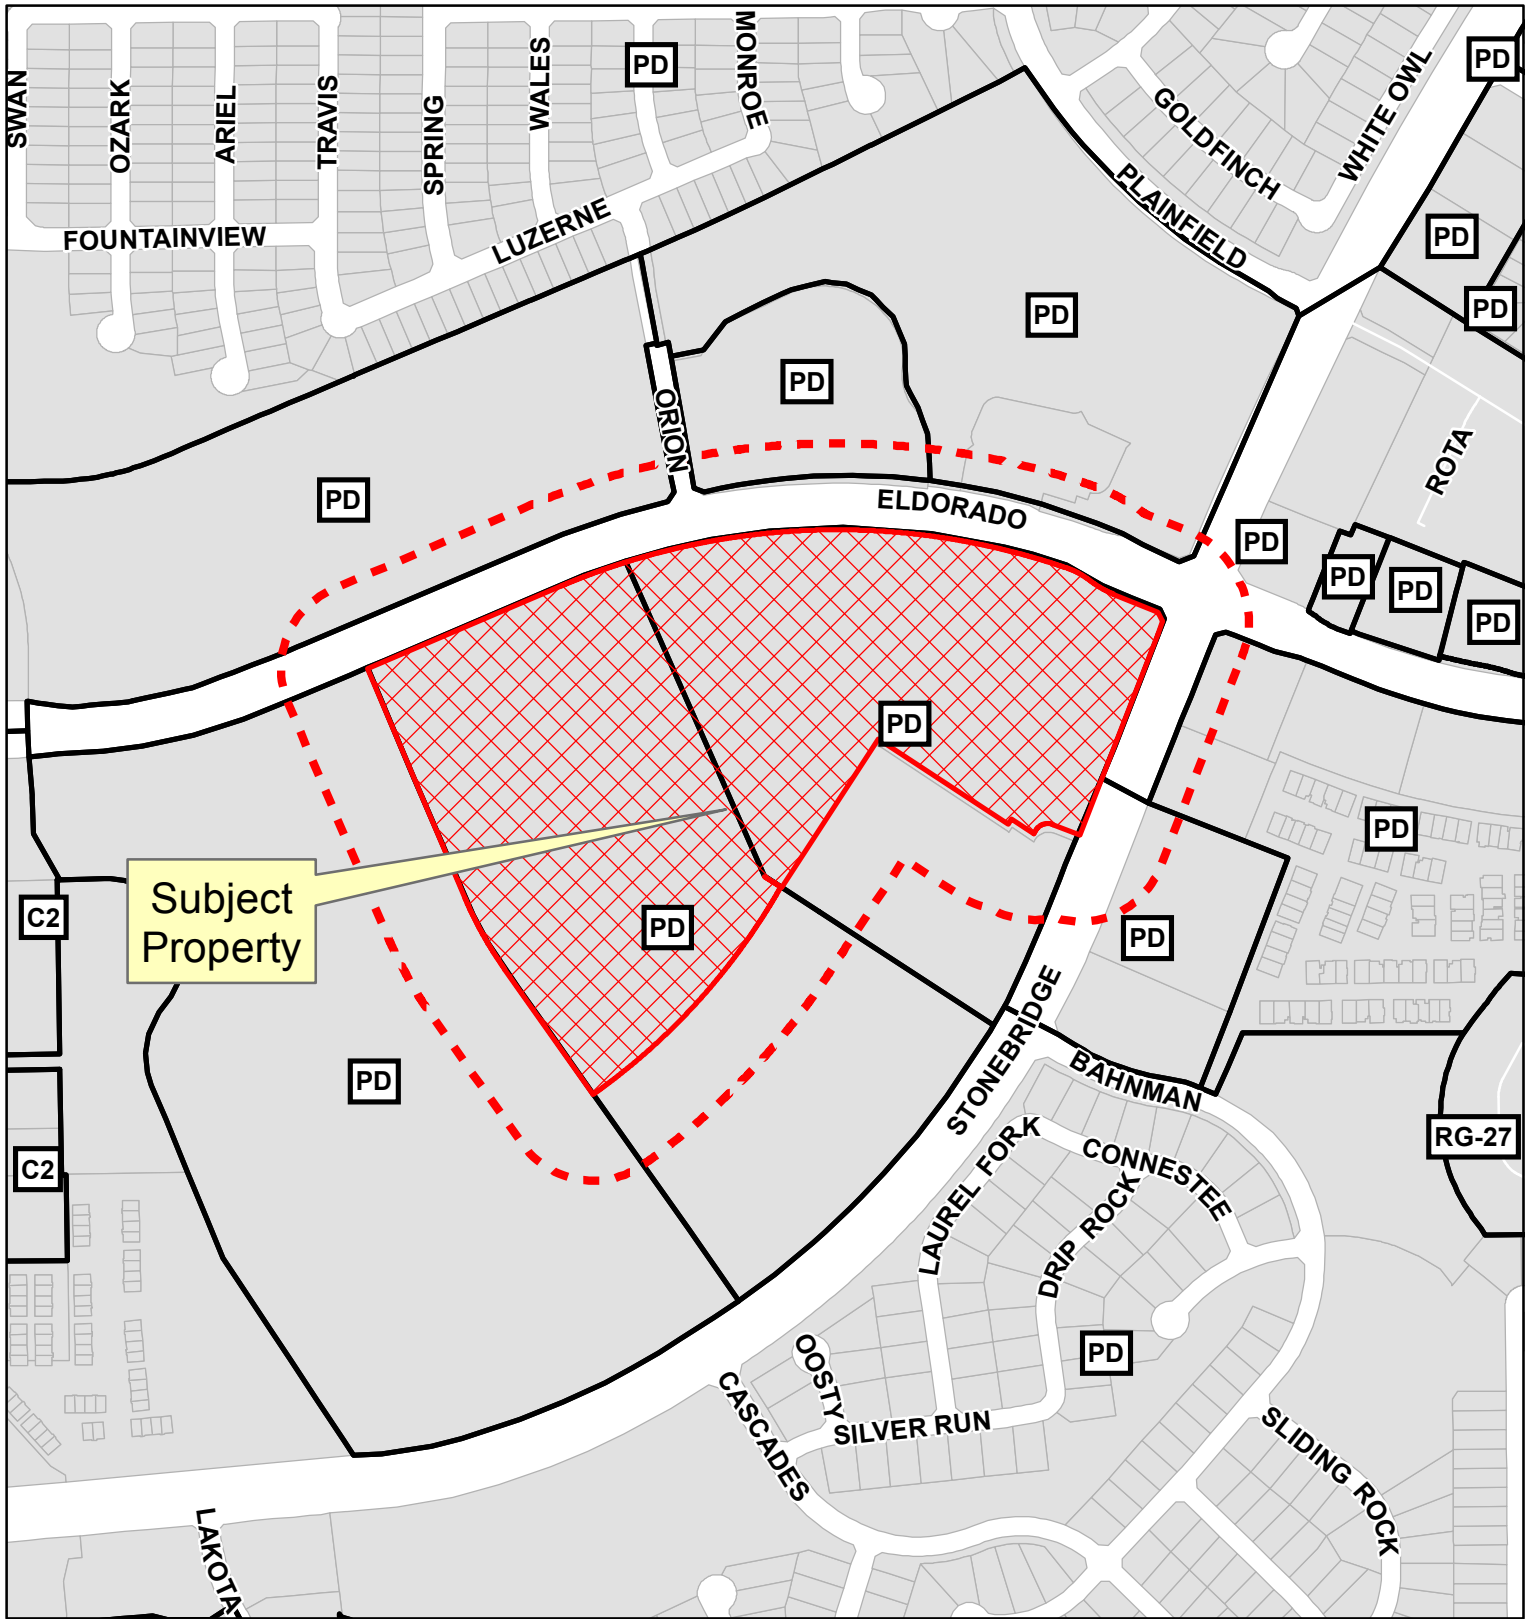 SWAN
OZARK
ARIEL
TRAVIS
SPRING
WALES
PD
MONROE
GOLDFINCH
WHITE OWL
PD
FOUNTAINVIEW
LUZERNE
PLAINFIELD
PD
PD
PD
PD
ORION
ROTA
PD
ELDORADO
PD
PD
PD
PD
PD
PD
Subject
Property
C2
PD
PD
PD
STONEBRIDGE
BAHNMAN
RG-27
C2
LAUREL FORK
CONNESTEE
DRIP ROCK
PD
OOSTY
CASCADES
SILVER RUN
SLIDING ROCK
LAKOTA